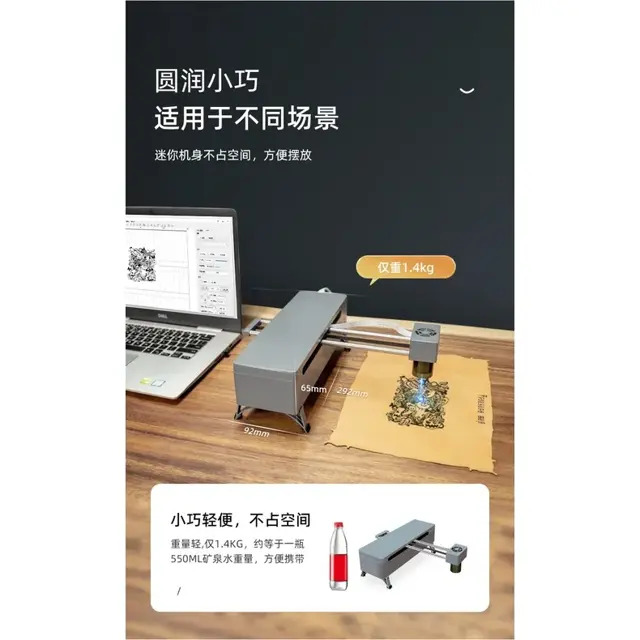 圆润小巧
适用于不同场景
迷你机身不占空间，方便摆放
仅重1.4kg
65mm
292mm
92mm
DELL
Treasure
小巧轻便，不占空间
重量轻,仅1.4KG，约等于一瓶
550ML矿泉水重量，方便携带
/